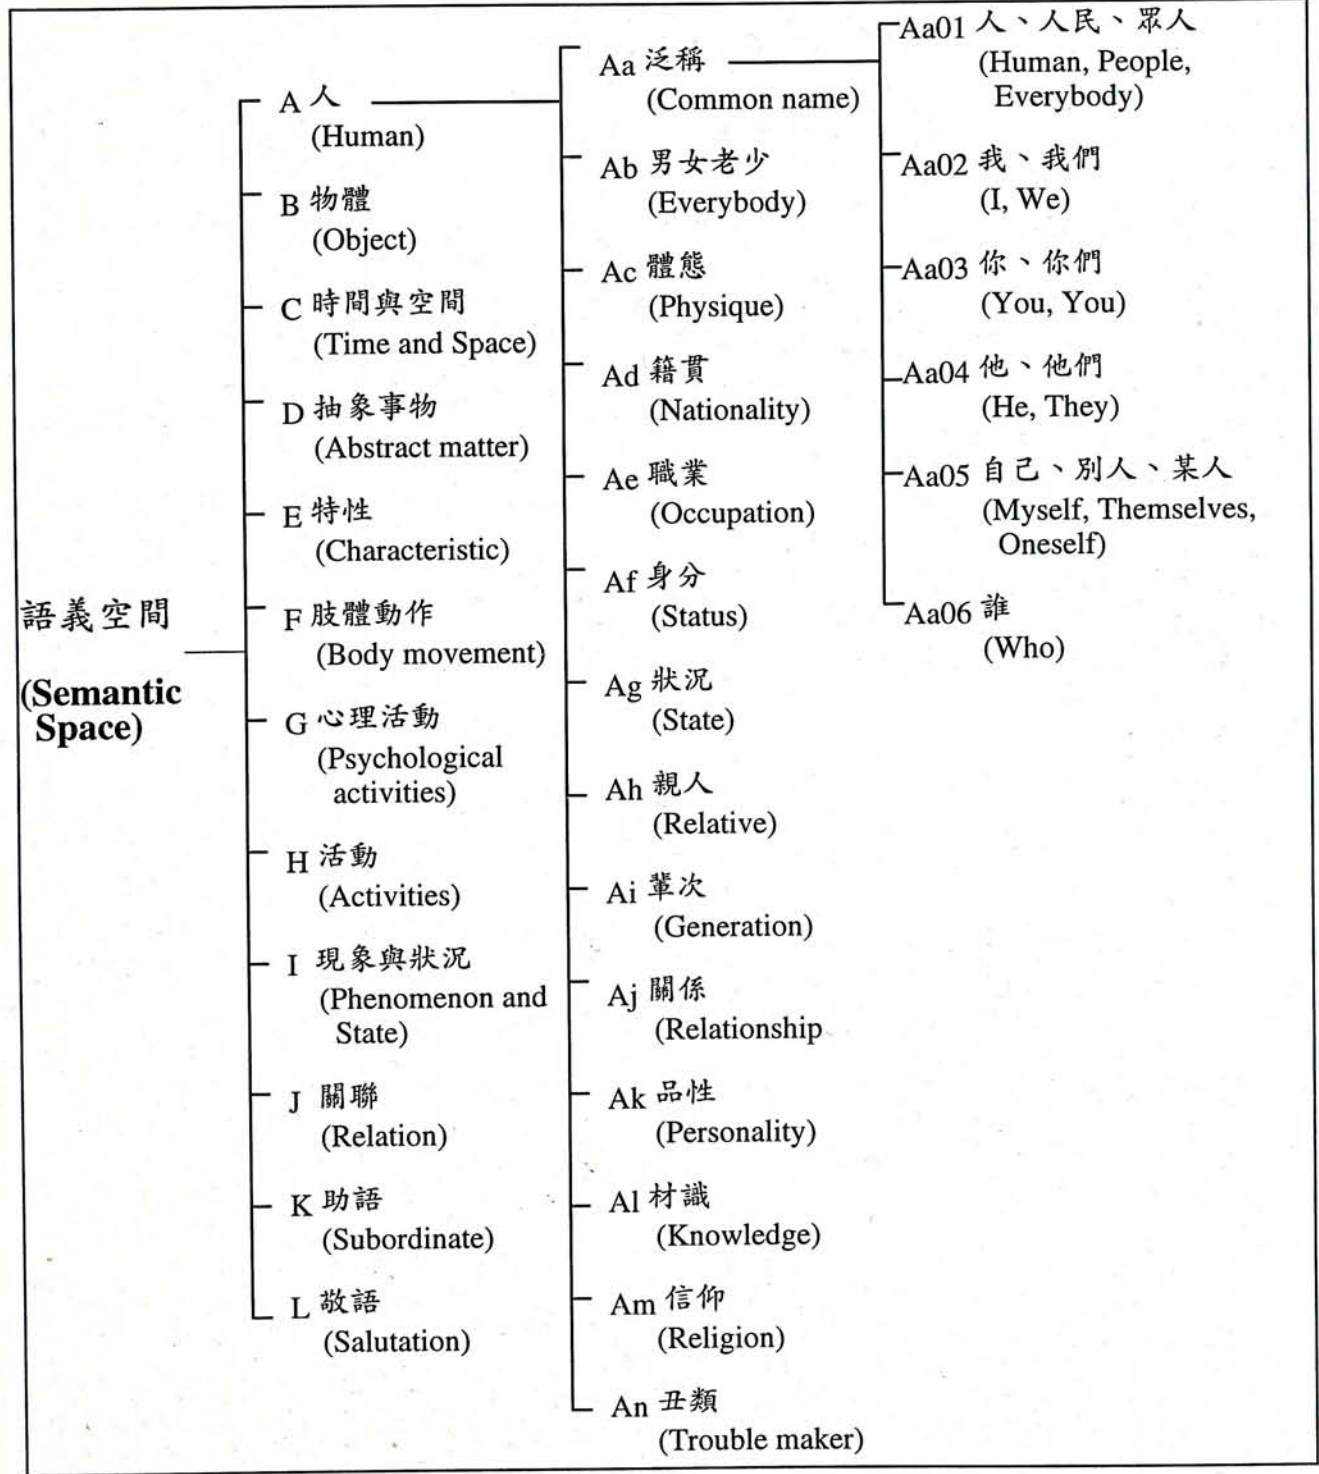 語義空間
(Semantic
Space)
A 人
(Human)
B 物體
(Object)
C 時間與空間
(Time and Space)
D 抽象事物
(Abstract matter)
E 特性
(Characteristic)
F 肢體動作
(Body movement)
G 心理活動
(Psychological
activities)
H 活動
(Activities)
I 現象與狀況
(Phenomenon and
State)
J 關聯
(Relation)
K 助語
(Subordinate)
L 敬語
(Salutation)
Aa 泛稱
(Common name)
Ab 男女老少
(Everybody)
Ac 體態
(Physique)
Ad 籍貫
(Nationality)
Ae 職業
(Occupation)
Af 身分
(Status)
Ag 狀況
(State)
Ah 親人
(Relative)
Ai 輩次
(Generation)
Aj 關係
(Relationship
Ak 品性
(Personality)
Al 材識
(Knowledge)
Am 信仰
(Religion)
An 丑類
(Trouble maker)
Aa01 人、人民、眾人
(Human, People,
Everybody)
Aa02 我、我們
(I, We)
Aa03 你、你們
(You, You)
Aa04 他、他們
(He, They)
Aa05 自己、別人、某人
(Myself, Themselves,
Oneself)
Aa06 誰
(Who)